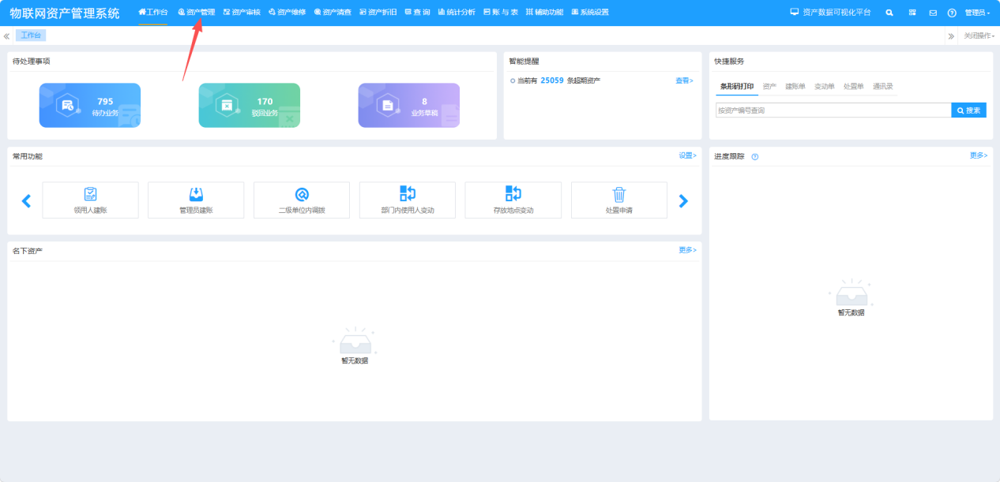 物联网资产管理系统 工作台 资产管理 资产审核 资产维修 资产清查 资产折旧 查 询 统计分析 账 与 表 辅助功能 系统设置 资产数据可视化平台 管理员
工作台 关闭操作
待处理事项
795
待办业务
170
驳回业务
8
业务草稿
智能提醒
当前有 25059 条超期资产 查看>
快捷服务
条形码打印 资产 建账单 变动单 处置单 通讯录
按资产编号查询 搜索
常用功能 设置>
领用人建账 管理员建账 二级单位内调拨 部门内使用人变动 存放地点变动 处置申请
进度跟踪 更多>
暂无数据
名下资产 更多>
暂无数据